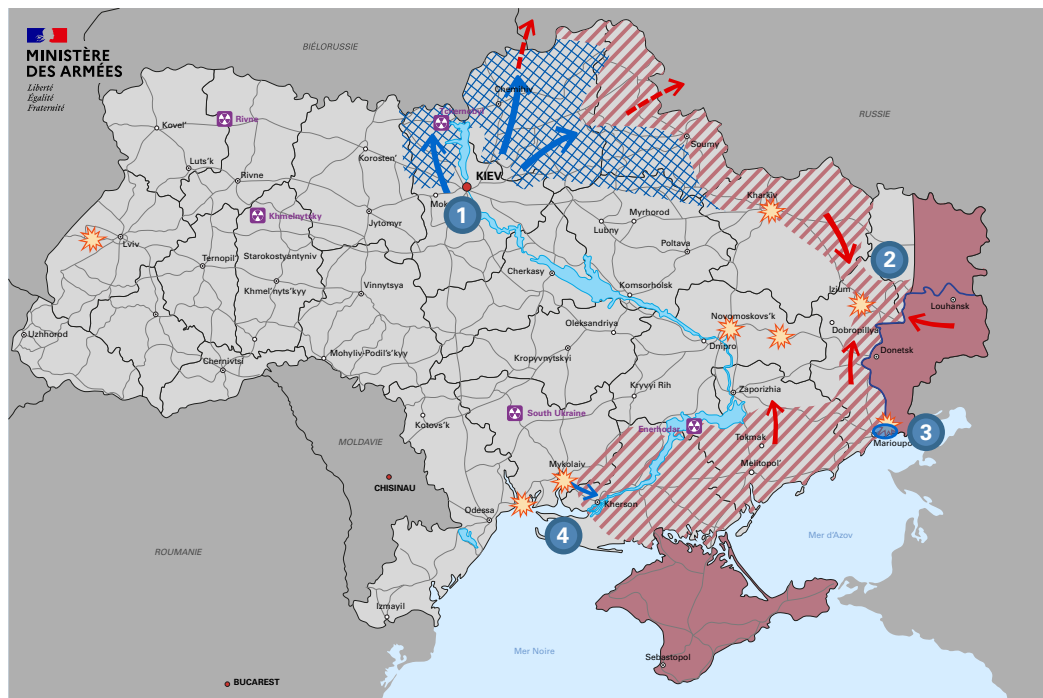 MINISTÈRE
DES ARMÉES
Liberté
Égalité
Fraternité
BIÉLORUSSIE
RUSSIE
Tchernihiv
Tchernobyl
Rivne
Kovel'
Korosten'
Soumy
Luts'k
Rivne
KIEV
Kharkiv
Khmelnytsky
1
Jytomyr
Myrhorod
Lubny
Lviv
Poltava
Ternopil'
Starokostyantyniv
2
Cherkasy
Khmel'nyts'kyy
Vinnytsya
Komsorholsk
Izium
Louhansk
Novomoskovs'k
Oleksandriya
Dobropillya
Uzhhorod
Dnipro
Chernivtsi
Mohyliv-Podil's'kyy
Kropyvnytskyi
Donetsk
Kryvyi Rih
Zaporizhia
Kotovs'k
South Ukraine
Enerhodar
3
Tokmak
MOLDAVIE
Marioupol
Mykolaiv
Melitopol'
CHISINAU
Kherson
Odessa
4
Mer d'Azov
ROUMANIE
Izmayil
Mer Noire
Sebastopol
BUCAREST